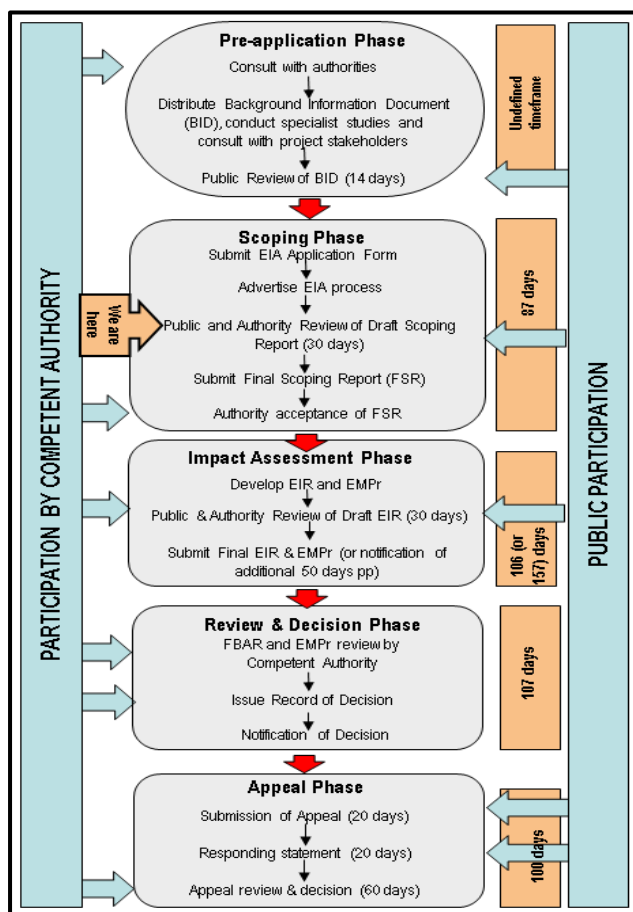 PARTICIPATION BY COMPETENT AUTHORITY
Pre-application Phase
Consult with authorities
Distribute Background Information Document
(BID), conduct specialist studies and
consult with project stakeholders
Public Review of BID (14 days)
Undefined
timeframe
Scoping Phase
Submit EIA Application Form
Advertise EIA process
We are
here
Public and Authority Review of Draft Scoping
Report (30 days)
Submit Final Scoping Report (FSR)
Authority acceptance of FSR
87 days
Impact Assessment Phase
Develop EIR and EMPr
Public & Authority Review of Draft EIR (30 days)
Submit Final EIR & EMPr (or notification of
additional 50 days pp)
106 (or
157) days
Review & Decision Phase
FBAR and EMPr review by
Competent Authority
Issue Record of Decision
Notification of Decision
107 days
Appeal Phase
Submission of Appeal (20 days)
Responding statement (20 days)
Appeal review & decision (60 days)
100 days
PUBLIC PARTICIPATION